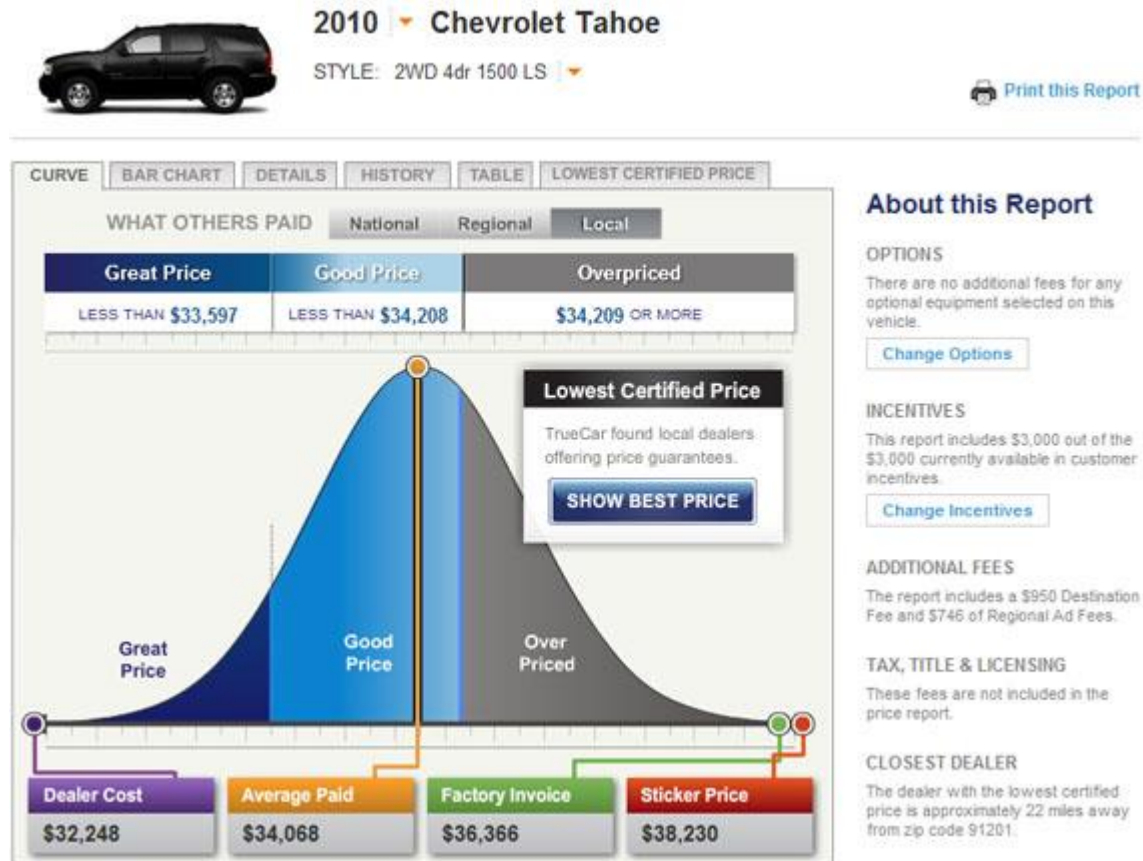 2010 Chevrolet Tahoe
STYLE: 2WD 4dr 1500 LS
Print this Report
CURVE BAR CHART DETAILS HISTORY TABLE LOWEST CERTIFIED PRICE
WHAT OTHERS PAID National Regional Local
Great Price Good Price Overpriced
LESS THAN $33,597 LESS THAN $34,208 $34,209 OR MORE
Lowest Certified Price
TrueCar found local dealers
offering price guarantees.
SHOW BEST PRICE
Great
Price
Good
Price
Over
Priced
Dealer Cost Average Paid Factory Invoice Sticker Price
$32,248 $34,068 $36,366 $38,230
About this Report
OPTIONS
There are no additional fees for any
optional equipment selected on this
vehicle.
Change Options
INCENTIVES
This report includes $3,000 out of the
$3,000 currently available in customer
incentives.
Change Incentives
ADDITIONAL FEES
The report includes a $950 Destination
Fee and $746 of Regional Ad Fees.
TAX, TITLE & LICENSING
These fees are not included in the
price report.
CLOSEST DEALER
The dealer with the lowest certified
price is approximately 22 miles away
from zip code 91201.